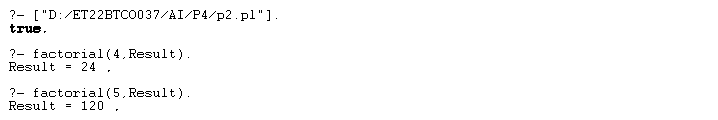 ?- ["D:/ET22BTCO037/AI/P4/p2.pl"].
true.
?- factorial(4,Result).
Result = 24 ,
?- factorial(5,Result).
Result = 120 ,